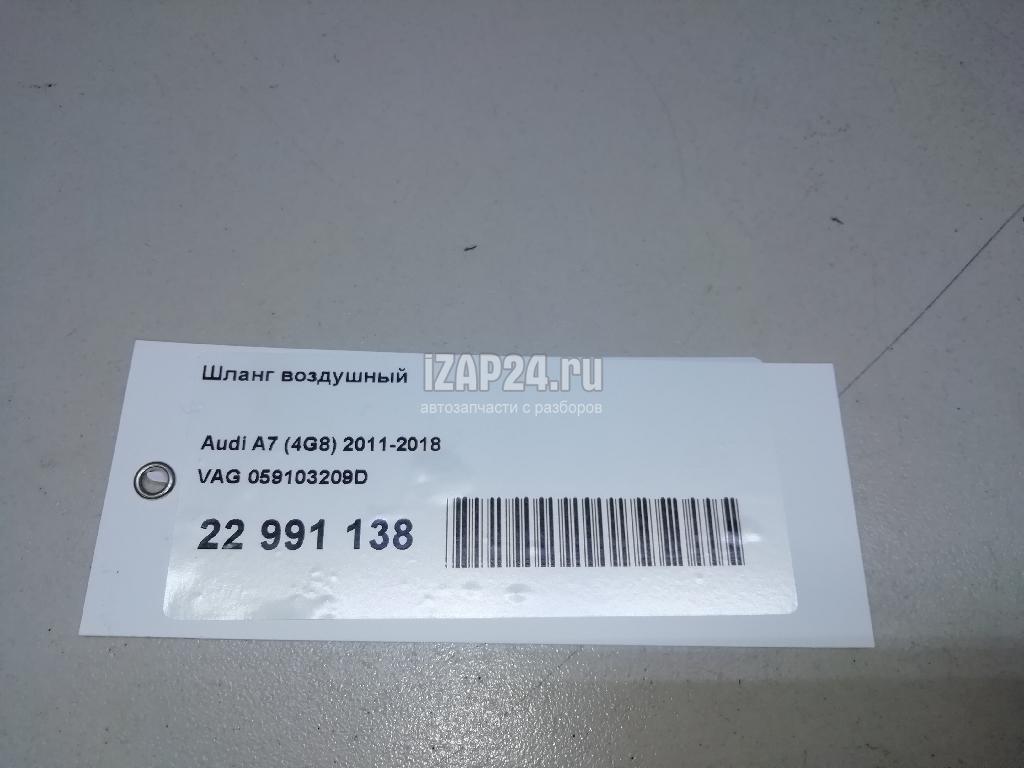 Шланг воздушный
iZAP24.ru
автозапчасти с разборов
Audi A7 (4G8) 2011-2018
VAG 059103209D
22 991 138